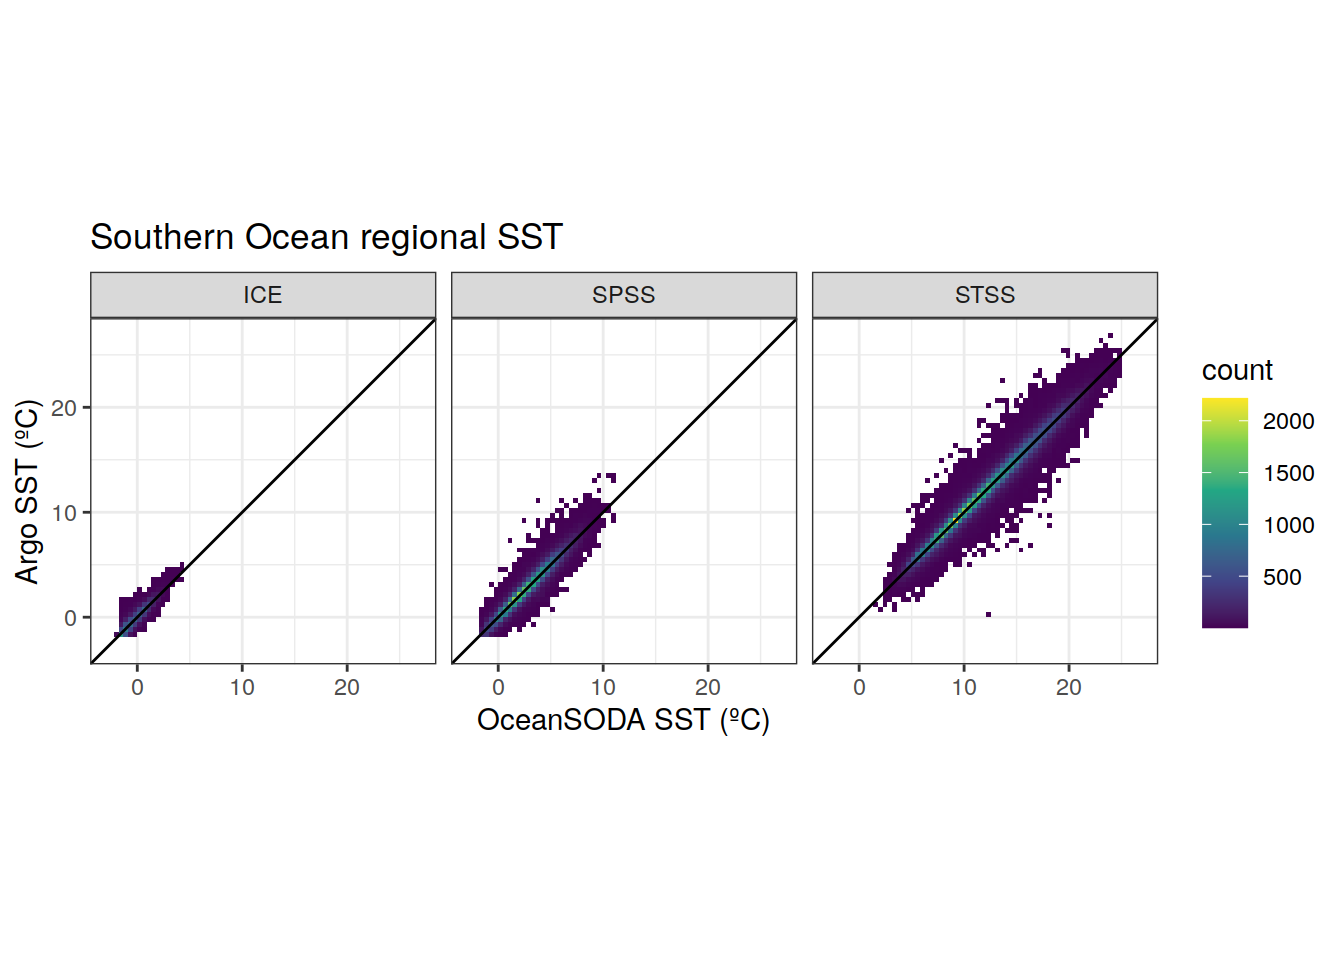 Southern Ocean regional SST
ICE SPSS STSS
Argo SST (ºC)
20
10
0
0 10 20 0 10 20 0 10 20
OceanSODA SST (ºC)
count
2000
1500
1000
500